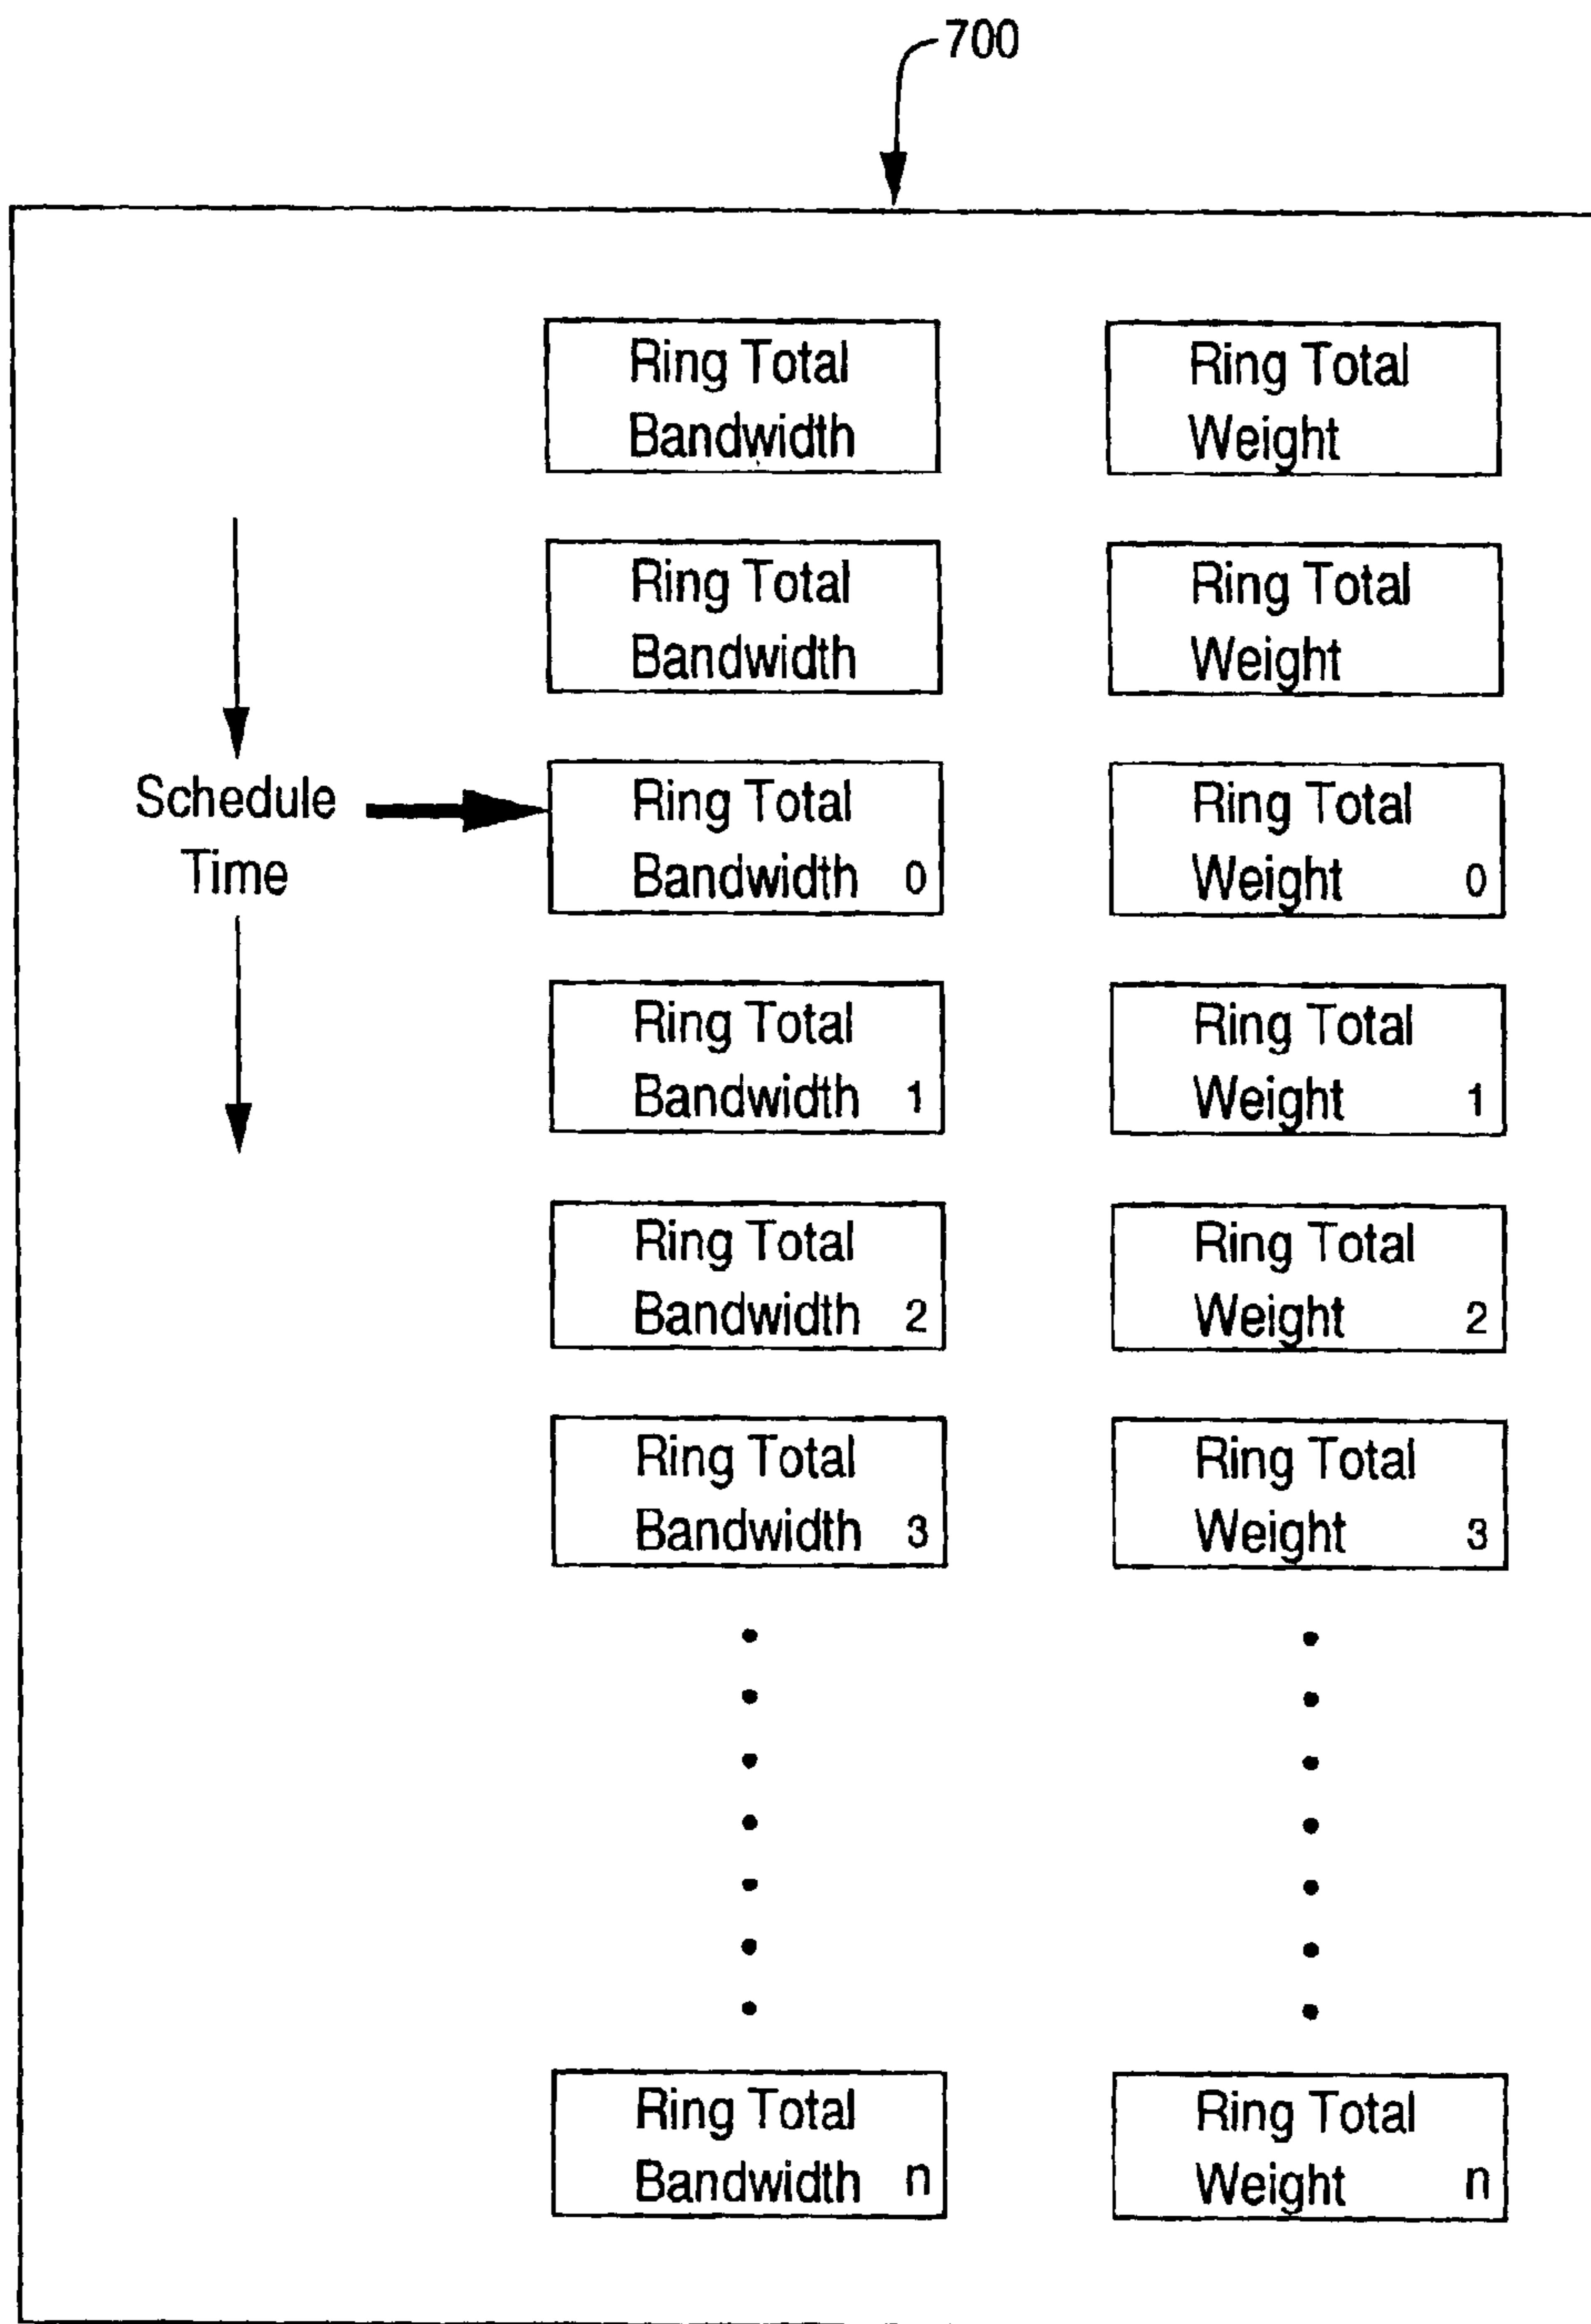 700
Ring Total
Bandwidth
Ring Total
Weight
Ring Total
Bandwidth
Ring Total
Weight
Schedule
Time
Ring Total
Bandwidth 0
Ring Total
Weight 0
Ring Total
Bandwidth 1
Ring Total
Weight 1
Ring Total
Bandwidth 2
Ring Total
Weight 2
Ring Total
Bandwidth 3
Ring Total
Weight 3
Ring Total
Bandwidth n
Ring Total
Weight n